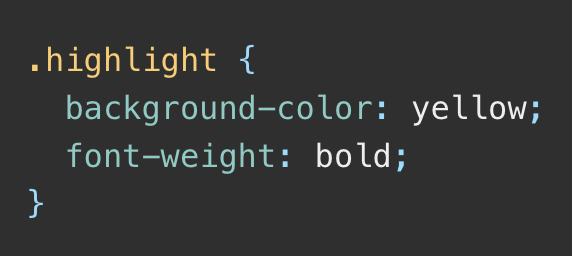 .highlight {
  background-color: yellow;
  font-weight: bold;
}